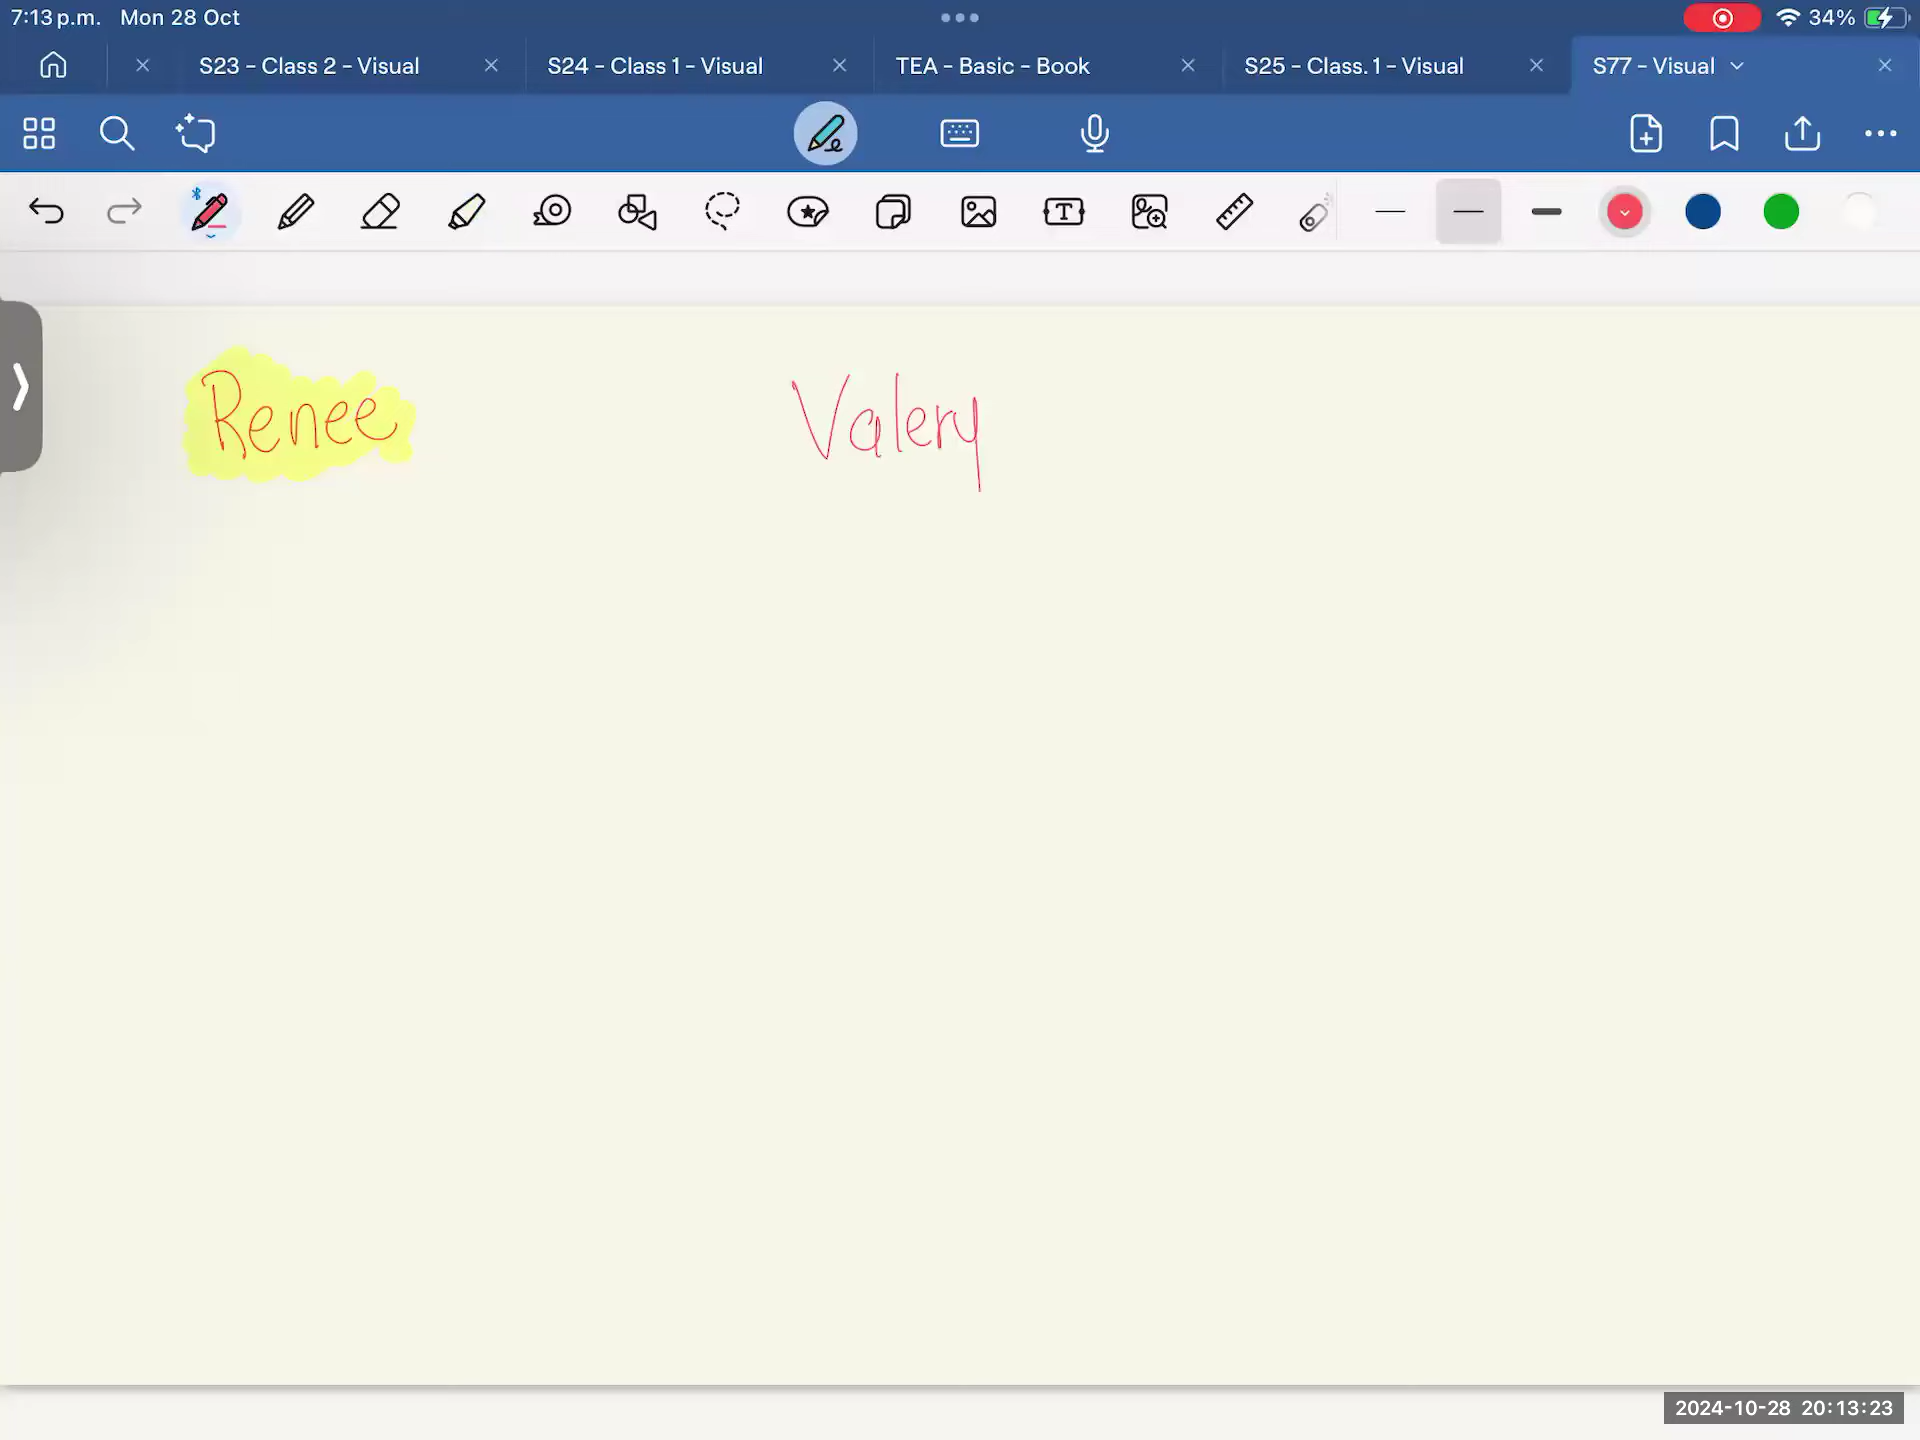 7:13 p.m. Mon 28 Oct 34%
S23 - Class 2 - Visual S24 - Class 1 - Visual TEA - Basic - Book S25 - Class. 1 - Visual S77 - Visual
Renee Valery
2024-10-28 20:13:23